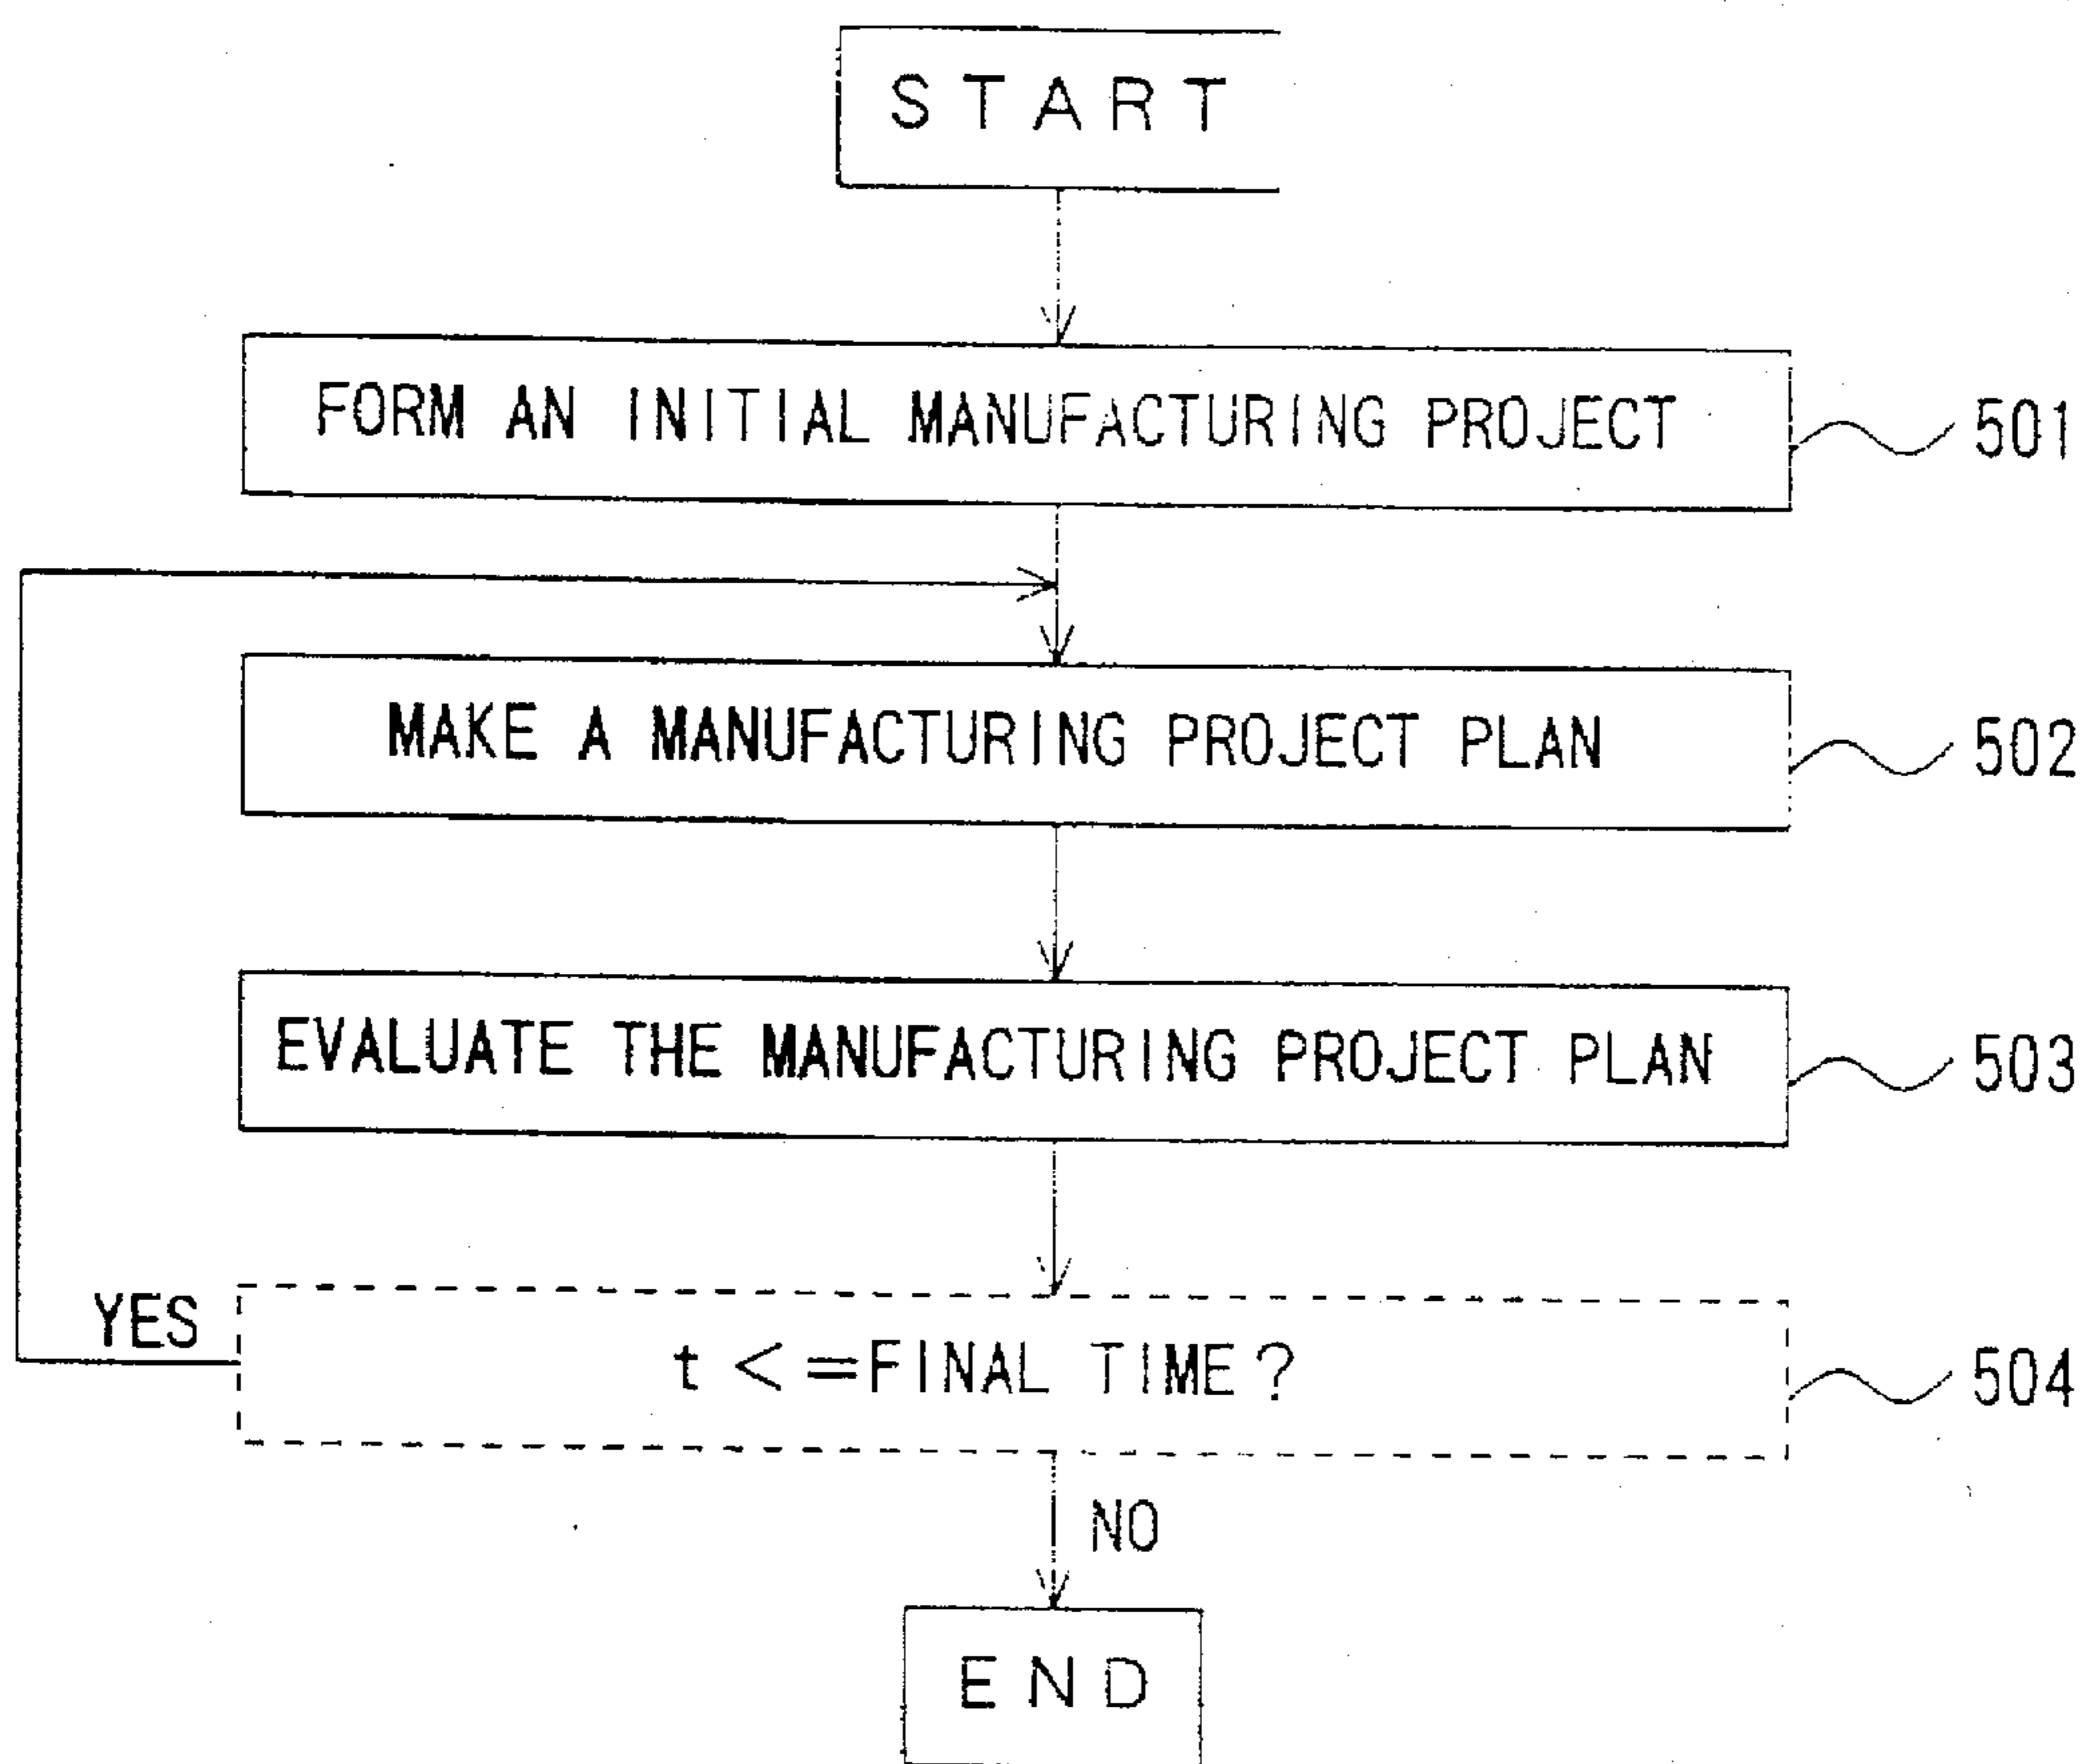 START
FORM AN INITIAL MANUFACTURING PROJECT
501
MAKE A MANUFACTURING PROJECT PLAN
502
EVALUATE THE MANUFACTURING PROJECT PLAN
503
YES
t <=FINAL TIME?
504
NO
END